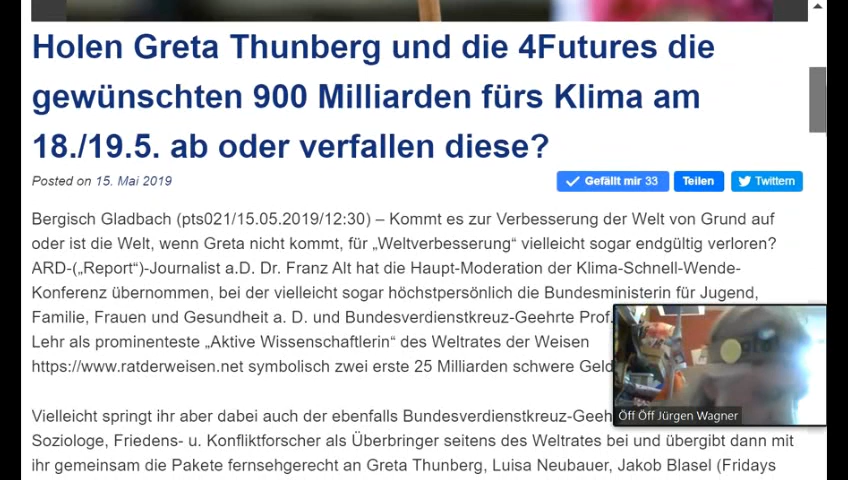 Holen Greta Thunberg und die 4Futures die
gewünschten 900 Milliarden fürs Klima am
18./19.5. ab oder verfallen diese?
Posted on 15. Mai 2019
Gefällt mir 33
Teilen
Twittern
Bergisch Gladbach (pts021/15.05.2019/12:30) – Kommt es zur Verbesserung der Welt von Grund auf
oder ist die Welt, wenn Greta nicht kommt, für „Weltverbesserung“ vielleicht sogar endgültig verloren?
ARD-(„Report“)-Journalist a.D. Dr. Franz Alt hat die Haupt-Moderation der Klima-Schnell-Wende-
Konferenz übernommen, bei der vielleicht sogar höchstpersönlich die Bundesministerin für Jugend,
Familie, Frauen und Gesundheit a. D. und Bundesverdienstkreuz-Geehrte Prof.
Lehr als prominenteste „Aktive Wissenschaftlerin“ des Weltrates der Weisen
https://www.ratderweisen.net symbolisch zwei erste 25 Milliarden schwere Geld
Vielleicht springt ihr aber dabei auch der ebenfalls Bundesverdienstkreuz-Geeh
Soziologe, Friedens- u. Konfliktforscher als Überbringer seitens des Weltrates bei und übergibt dann mit
ihr gemeinsam die Pakete fernsehgerecht an Greta Thunberg, Luisa Neubauer, Jakob Blasel (Fridays
Öff Öff Jürgen Wagner